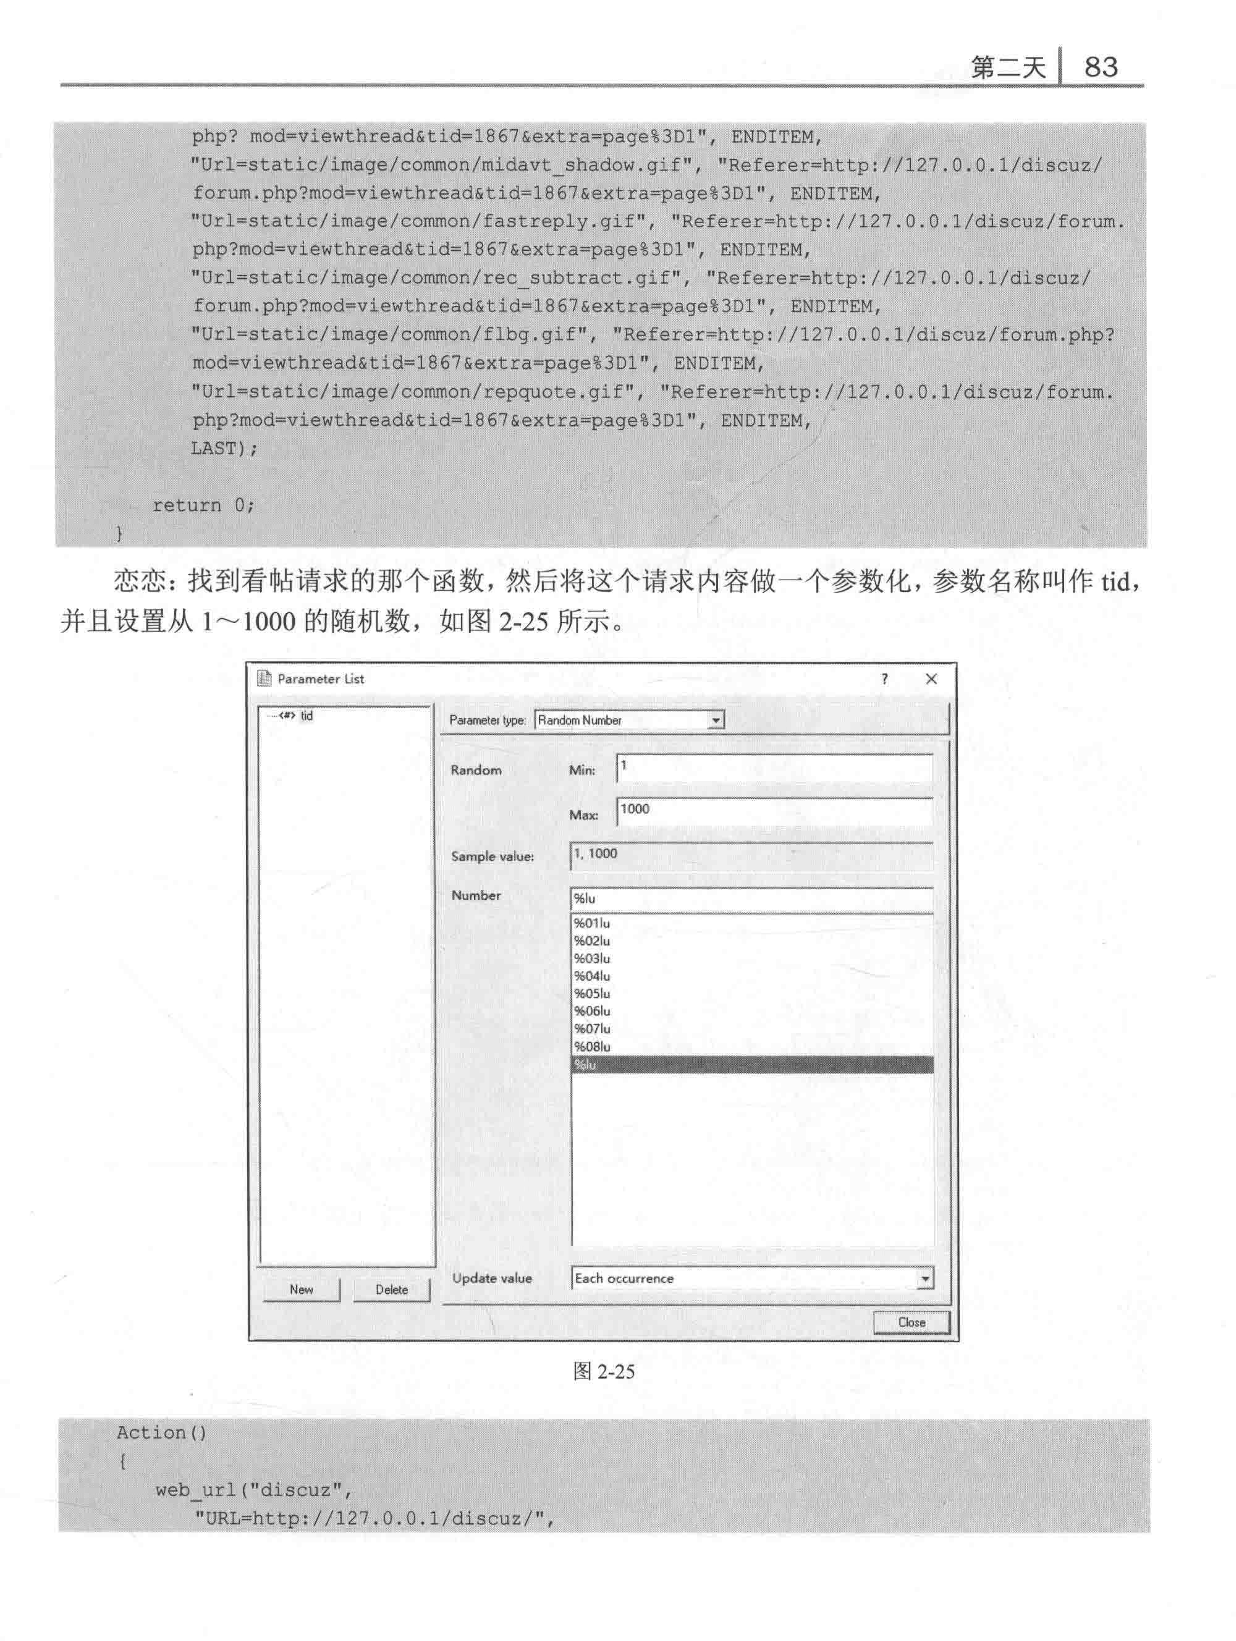 第二天 83
php? mod=viewthread&tid=1867&extra=page%3D1", ENDITEM,
"Url=static/image/common/midavt_shadow.gif", "Referer=http://127.0.0.1/discuz/
forum.php?mod=viewthread&tid=1867&extra=page%3D1", ENDITEM,
"Url=static/image/common/fastreply.gif", "Referer=http://127.0.0.1/discuz/forum.
php?mod=viewthread&tid=1867&extra=page%3D1", ENDITEM,
"Url=static/image/common/rec_subtract.gif", "Referer=http://127.0.0.1/discuz/
forum.php?mod=viewthread&tid=1867&extra=page%3D1", ENDITEM,
"Url=static/image/common/flbg.gif", "Referer=http://127.0.0.1/discuz/forum.php?
mod=viewthread&tid=1867&extra=page%3D1", ENDITEM,
"Url=static/image/common/repquote.gif", "Referer=http://127.0.0.1/discuz/forum.
php?mod=viewthread&tid=1867&extra=page%3D1", ENDITEM,
LAST);
return 0;
}
恋恋：找到看帖请求的那个函数，然后将这个请求内容做一个参数化，参数名称叫作 tid，
并且设置从 1～1000 的随机数，如图 2-25 所示。
Parameter List ? ×
<#> tid
Parameter type: Random Number
Random Min: 1
Max: 1000
Sample value: 1, 1000
Number %lu
%01lu
%02lu
%03lu
%04lu
%05lu
%06lu
%07lu
%08lu
%lu
Update value Each occurrence
New Delete
Close
图 2-25
Action()
{
web_url("discuz",
"URL=http://127.0.0.1/discuz/",